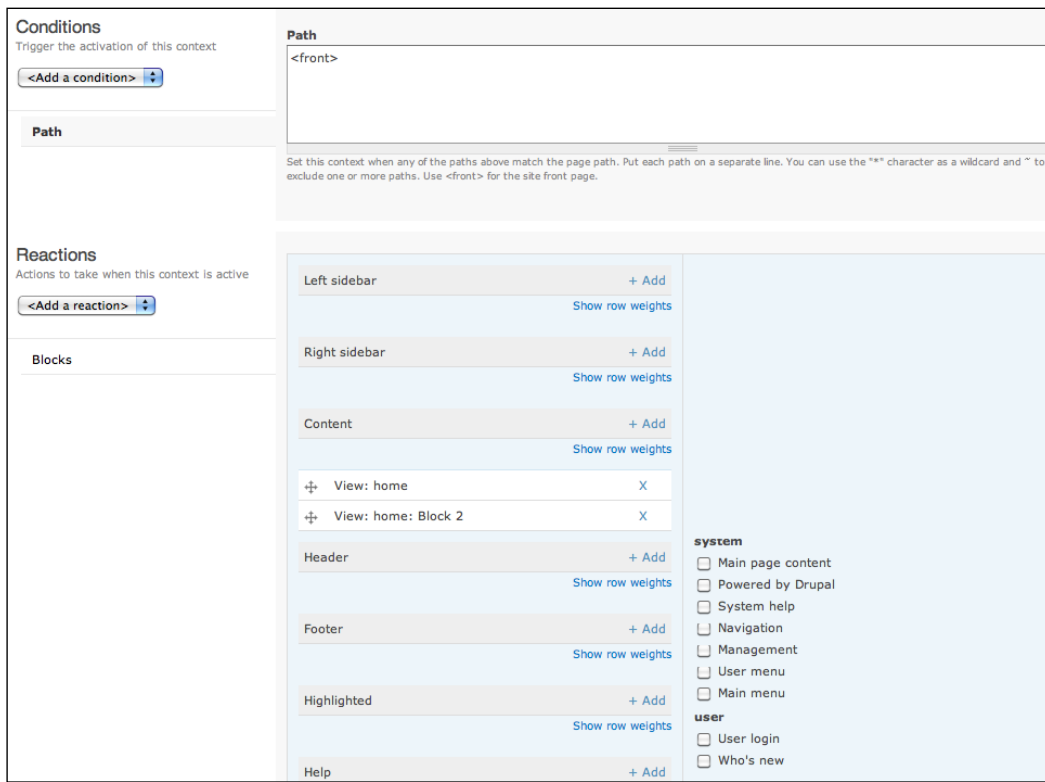 Conditions
Trigger the activation of this context
<Add a condition>
Path
Path
<front>
Set this context when any of the paths above match the page path. Put each path on a separate line. You can use the "*" character as a wildcard and ~ to
exclude one or more paths. Use <front> for the site front page.
Reactions
Actions to take when this context is active
<Add a reaction>
Blocks
Left sidebar + Add
Show row weights
Right sidebar + Add
Show row weights
Content + Add
Show row weights
View: home X
View: home: Block 2 X
Header + Add
Show row weights
Footer + Add
Show row weights
Highlighted + Add
Show row weights
Help + Add
system
Main page content
Powered by Drupal
System help
Navigation
Management
User menu
Main menu
user
User login
Who's new